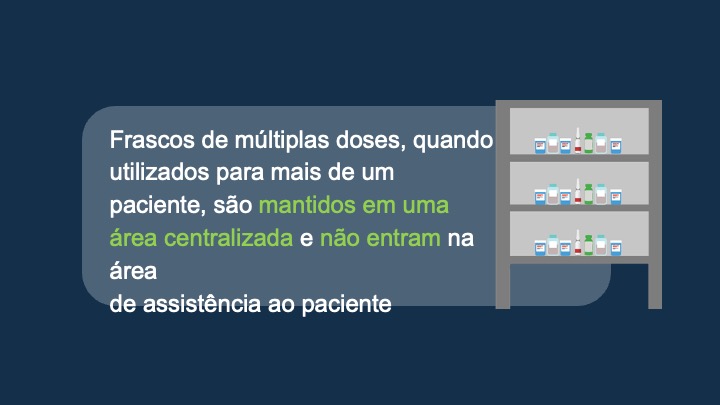 Frascos de múltiplas doses, quando
utilizados para mais de um
paciente, são mantidos em uma
área centralizada e não entram na
área
de assistência ao paciente